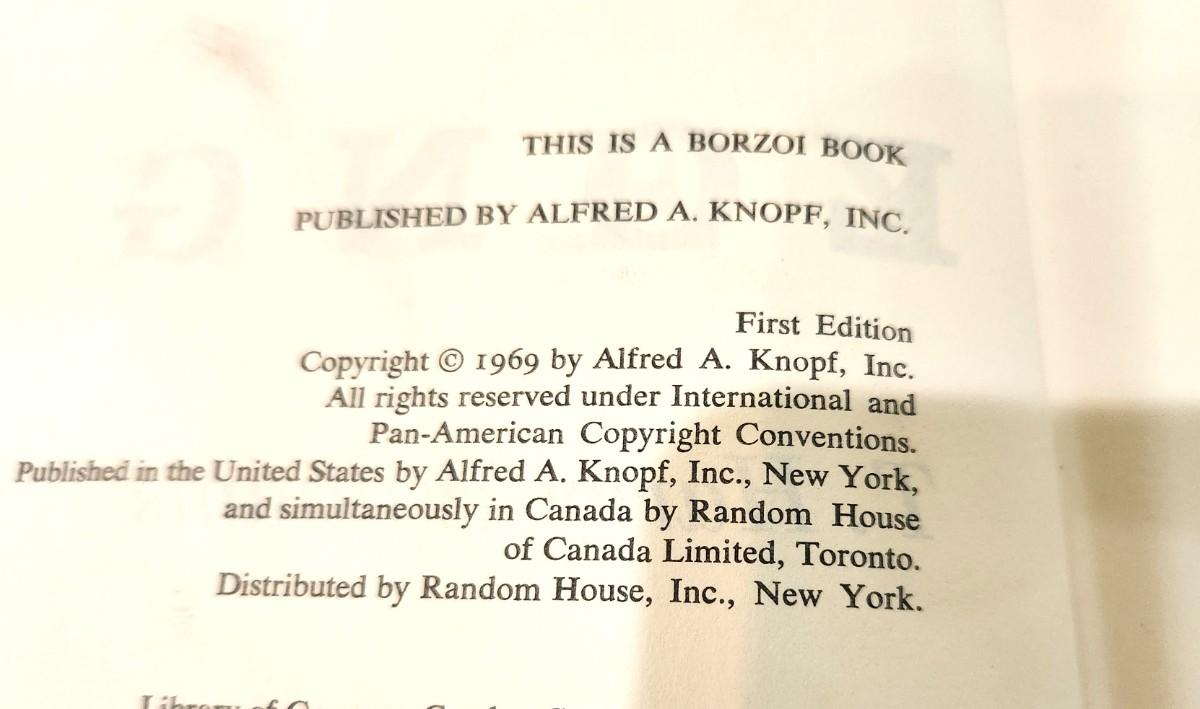 THIS IS A BORZOI BOOK
PUBLISHED BY ALFRED A. KNOPF, INC.
First Edition
Copyright © 1969 by Alfred A. Knopf, Inc.
All rights reserved under International and
Pan-American Copyright Conventions.
Published in the United States by Alfred A. Knopf, Inc., New York,
and simultaneously in Canada by Random House
of Canada Limited, Toronto.
Distributed by Random House, Inc., New York.
Library of